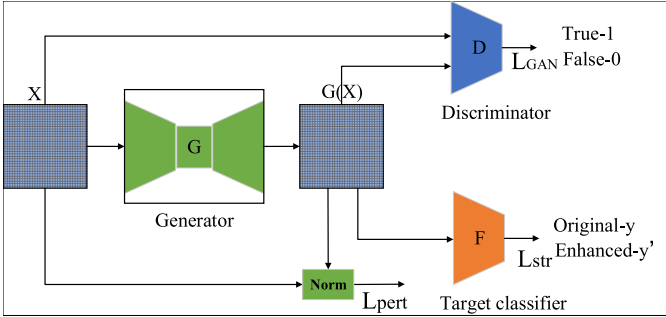 X
G
Generator
G(X)
D
Discriminator
LGAN
True-1
False-0
Norm
Lpert
F
Target classifier
Lstr
Original-y
Enhanced-y’